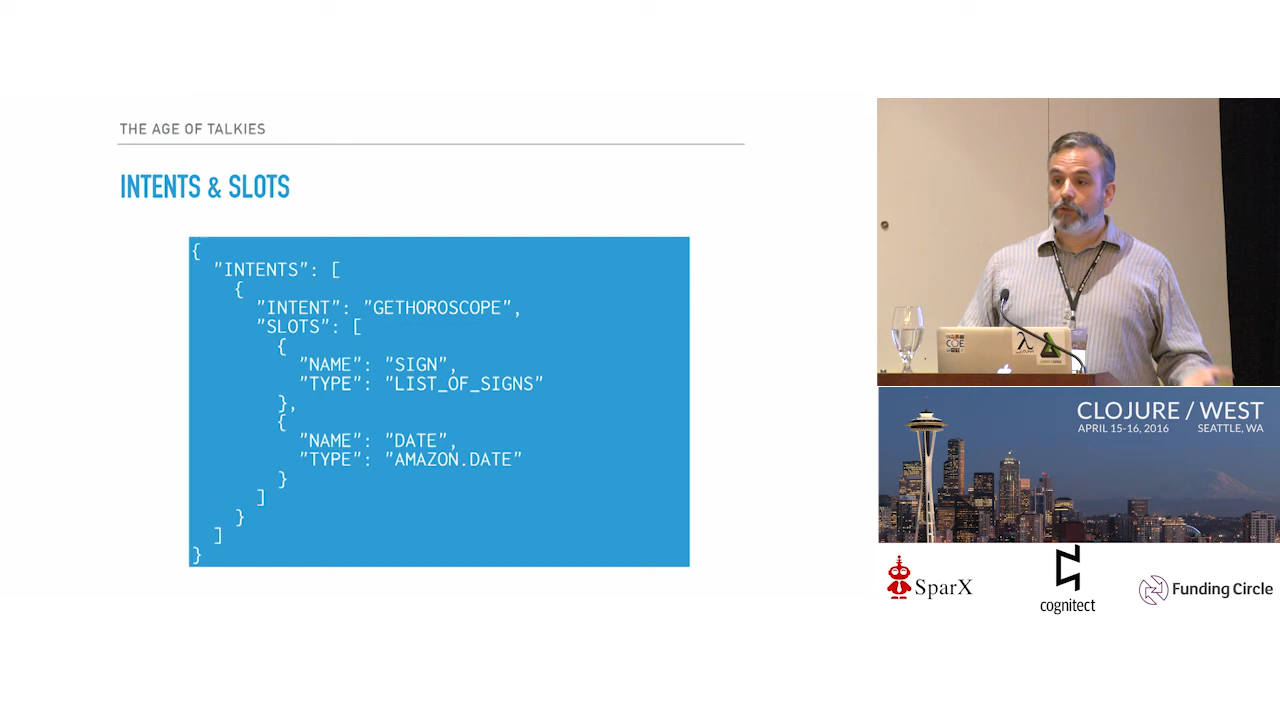 THE AGE OF TALKIES
INTENTS & SLOTS
{
"INTENTS": [
{
"INTENT": "GETHOROSCOPE",
"SLOTS": [
{
"NAME": "SIGN",
"TYPE": "LIST_OF_SIGNS"
},
{
"NAME": "DATE",
"TYPE": "AMAZON.DATE"
}
]
}
]
}
COE
λ
CLOJURE / WEST
APRIL 15-16, 2016 SEATTLE, WA
SparX
cognitect
Funding Circle